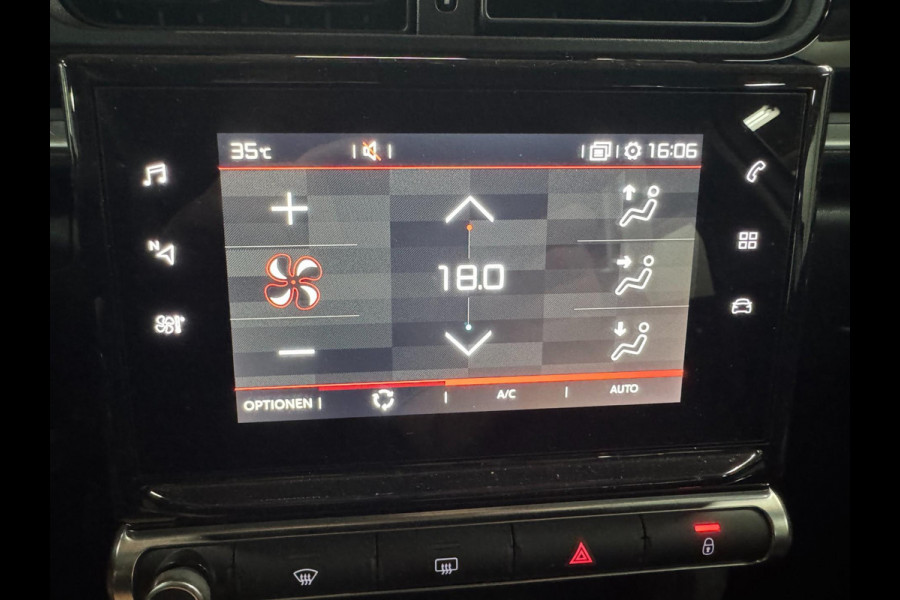 35°C 16:06
N
18.0
OPTIONEN A/C AUTO